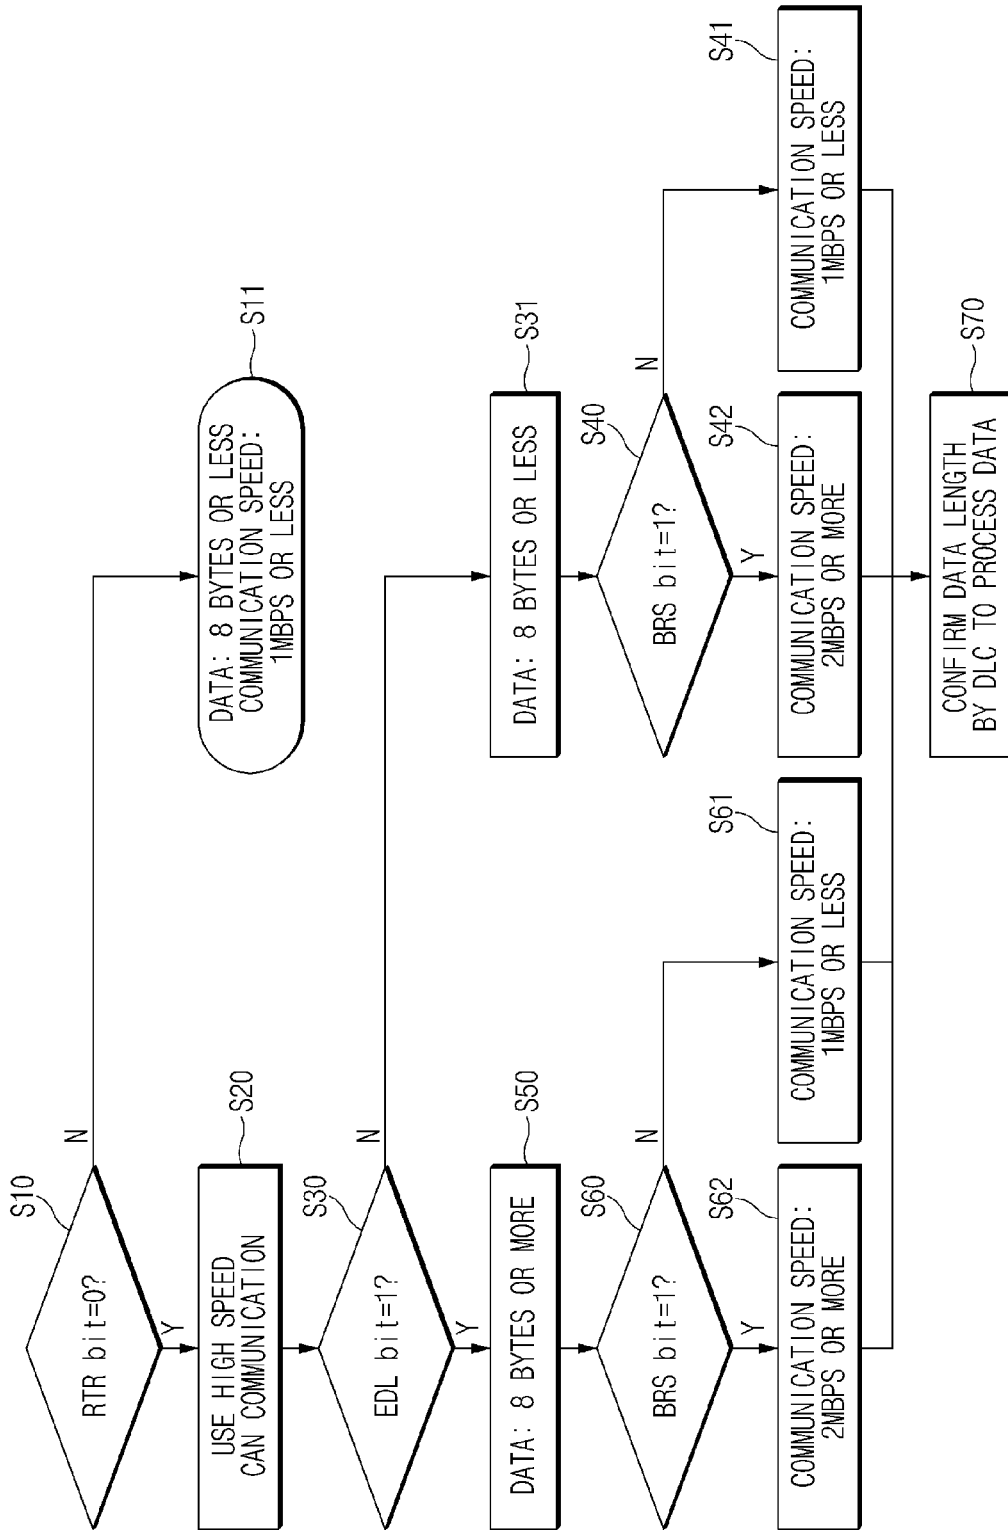 S10
RTR bit=0?
N
Y
DATA: 8 BYTES OR LESS
COMMUNICATION SPEED:
1MBPS OR LESS
S11
USE HIGH SPEED
CAN COMMUNICATION
S20
S30
EDL bit=1?
N
Y
DATA: 8 BYTES OR MORE
S50
DATA: 8 BYTES OR LESS
S31
S60
BRS bit=1?
N
Y
S40
BRS bit=1?
N
Y
COMMUNICATION SPEED:
2MBPS OR MORE
S62
COMMUNICATION SPEED:
1MBPS OR LESS
S61
COMMUNICATION SPEED:
2MBPS OR MORE
S42
COMMUNICATION SPEED:
1MBPS OR LESS
S41
CONFIRM DATA LENGTH
BY DLC TO PROCESS DATA
S70